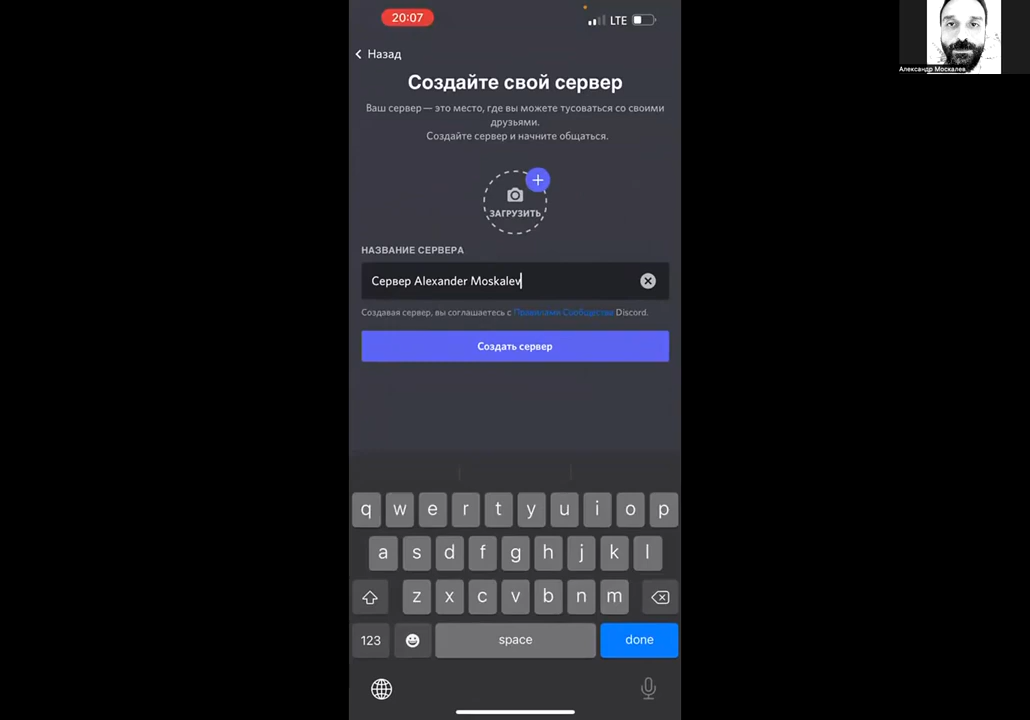 20:07
LTE
Назад
Создайте свой сервер
Ваш сервер — это место, где вы можете тусоваться со своими
друзьями.
Создайте сервер и начните общаться.
ЗАГРУЗИТЬ
НАЗВАНИЕ СЕРВЕРА
Сервер Alexander Moskalev
Создавая сервер, вы соглашаетесь с Правилами Сообщества Discord.
Создать сервер
q w e r t y u i o p
a s d f g h j k l
z x c v b n m
123 space done
Александр Москалев